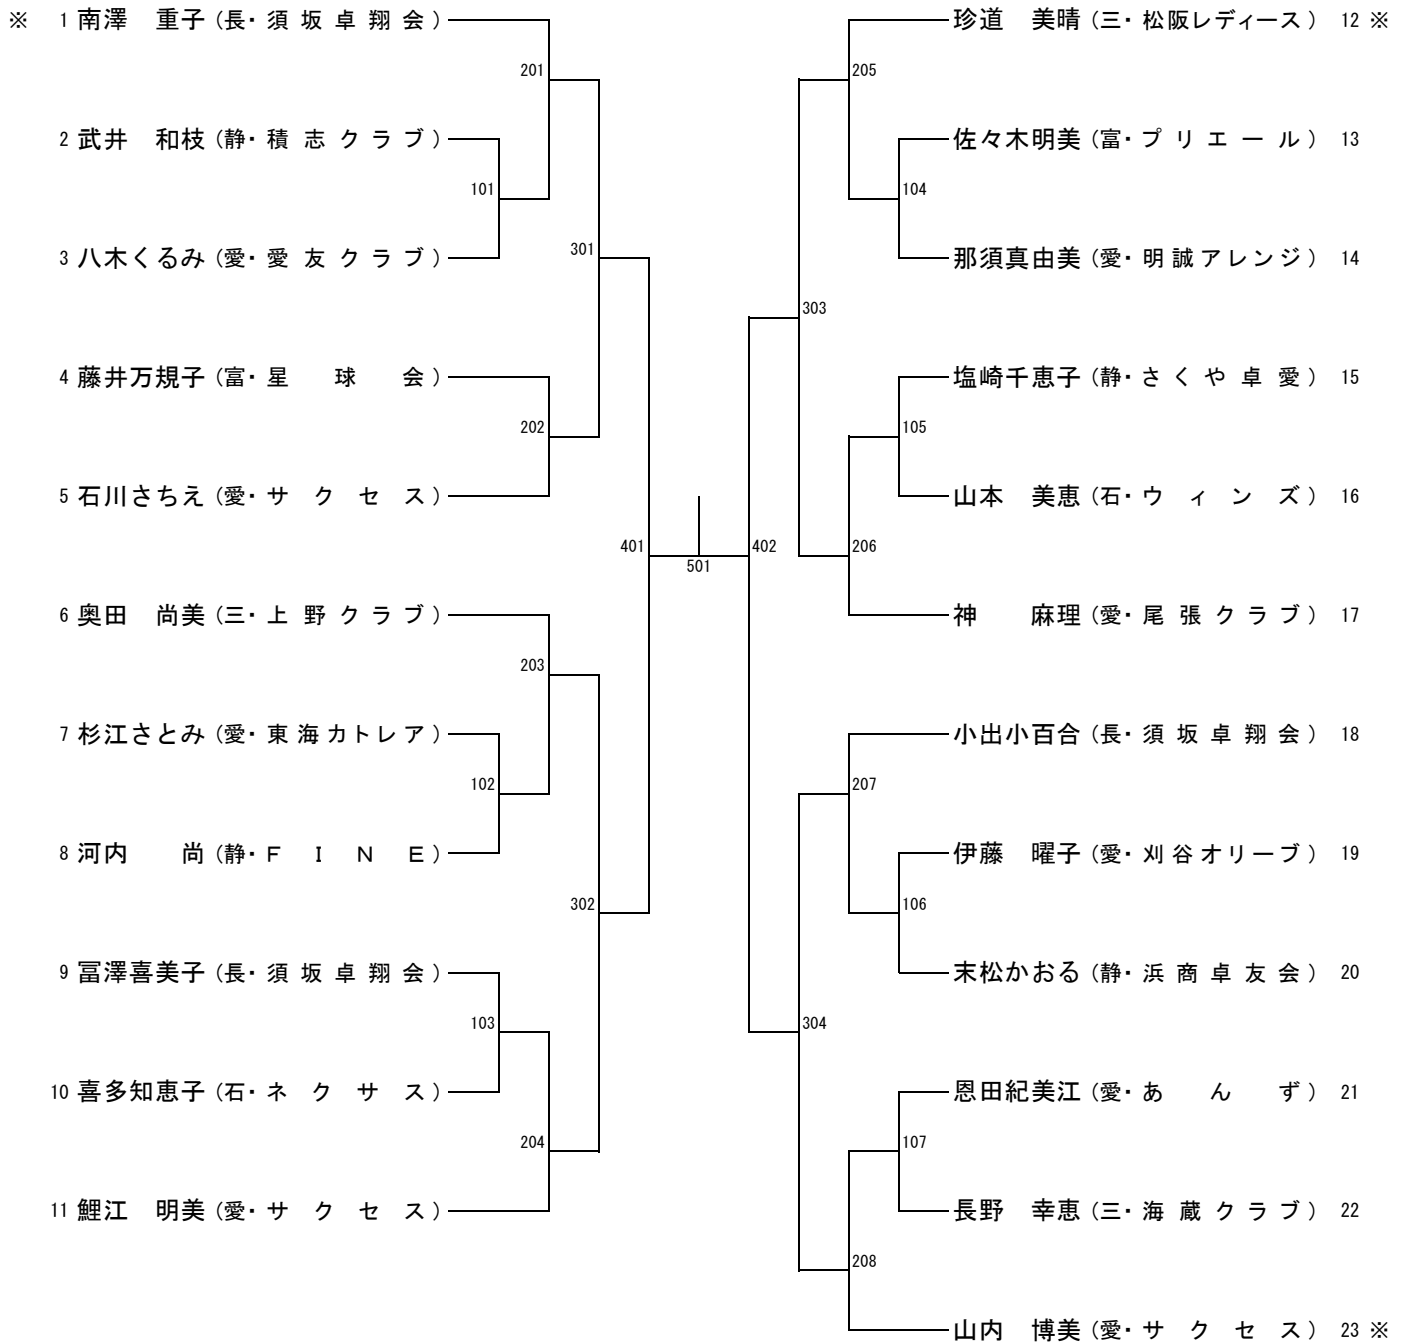 ※ 1 南澤 重子 (長・須坂卓翔会)
201
2 武井 和枝 (静・積志クラブ)
101
3 八木くるみ (愛・愛友クラブ)
301
4 藤井万規子 (富・星球会)
202
5 石川さちえ (愛・サクセス)
401
501
6 奥田 尚美 (三・上野クラブ)
203
7 杉江さとみ (愛・東海カトレア)
102
8 河内 尚 (静・FINE)
302
9 冨澤喜美子 (長・須坂卓翔会)
103
10 喜多知恵子 (石・ネクサス)
204
11 鯉江 明美 (愛・サクセス)
珍道 美晴 (三・松阪レディース) 12 ※
205
佐々木明美 (富・プリエール) 13
104
那須真由美 (愛・明誠アレンジ) 14
303
塩崎千恵子 (静・さくや卓愛) 15
105
山本 美恵 (石・ウィンズ) 16
402
206
神 麻理 (愛・尾張クラブ) 17
小出小百合 (長・須坂卓翔会) 18
207
伊藤 曜子 (愛・刈谷オリーブ) 19
106
末松かおる (静・浜商卓友会) 20
304
恩田紀美江 (愛・あんず) 21
107
長野 幸恵 (三・海蔵クラブ) 22
208
山内 博美 (愛・サクセス) 23 ※